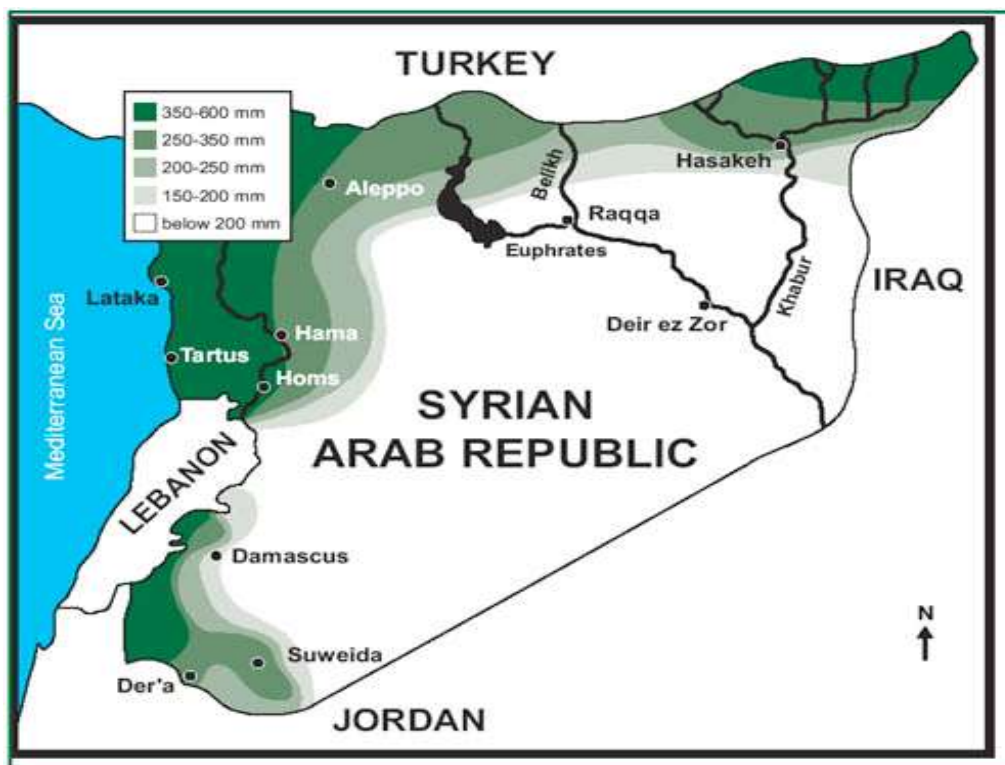 TURKEY
350-600 mm
250-350 mm
200-250 mm
150-200 mm
below 200 mm
Aleppo
Hasakeh
Belikh
Raqqa
Euphrates
Khabur
IRAQ
Lataka
Deir ez Zor
Hama
Tartus
Homs
Mediterranean Sea
SYRIAN
ARAB REPUBLIC
LEBANON
Damascus
N
Suweida
Der'a
JORDAN